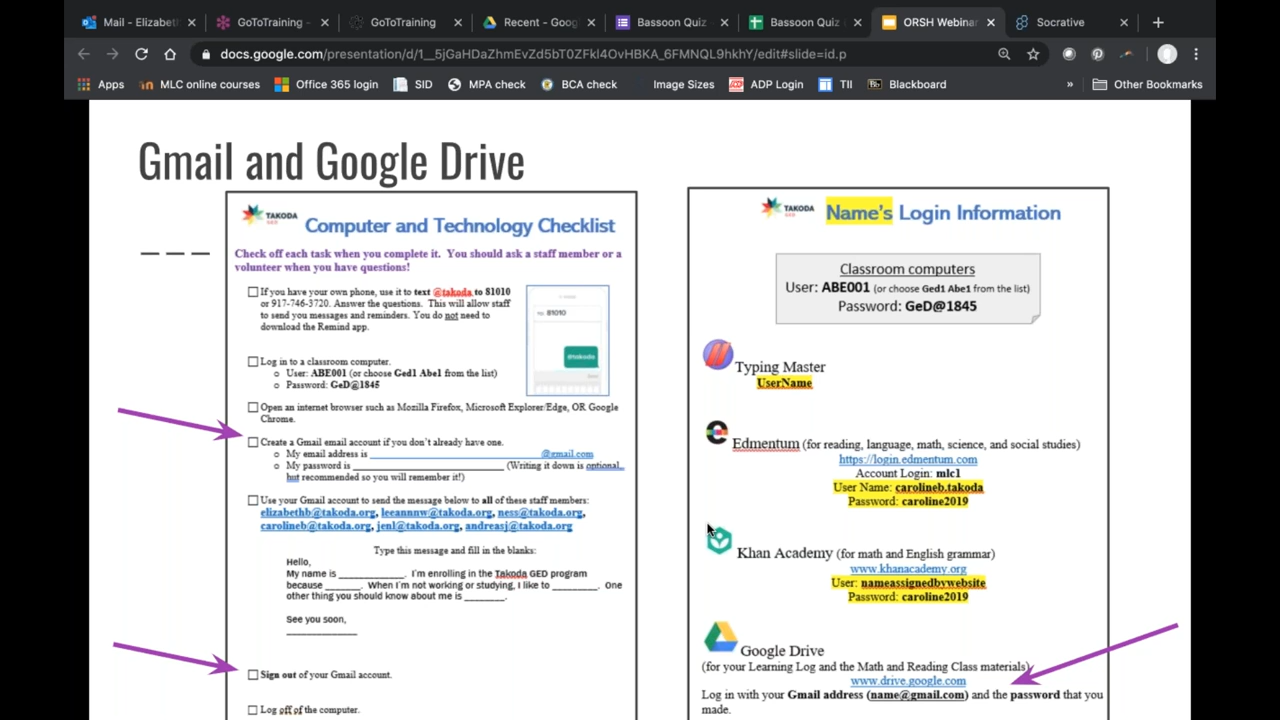 Mail - Elizabeth
GoToTraining -
GoToTraining
Recent - Goog
Bassoon Quiz
Bassoon Quiz (
ORSH Webinar
Socrative
docs.google.com/presentation/d/1__5jGaHDaZhmEvZd5bT0ZFkl4OvHBKA_6FMNQL9hkhY/edit#slide=id.p
Apps
MLC online courses
Office 365 login
SID
MPA check
BCA check
Image Sizes
ADP Login
TII
Bb Blackboard
»
Other Bookmarks
Gmail and Google Drive
TAKODA
Computer and Technology Checklist
Check off each task when you complete it. You should ask a staff member or a
volunteer when you have questions!
If you have your own phone, use it to text @takoda to 81010
or 917-746-3720. Answer the questions. This will allow staff
to send you messages and reminders. You do not need to
download the Remind app.
81010
@takoda
Log in to a classroom computer.
o User: ABE001 (or choose Ged1 Abe1 from the list)
o Password: GeD@1845
Open an internet browser such as Mozilla Firefox, Microsoft Explorer/Edge, OR Google
Chrome.
Create a Gmail email account if you don't already have one.
o My email address is ____________________@gmail.com
o My password is ____________________ (Writing it down is optional,
but recommended so you will remember it!)
Use your Gmail account to send the message below to all of these staff members:
elizabethb@takoda.org, leeannnw@takoda.org, ness@takoda.org,
carolineb@takoda.org, jenl@takoda.org, andreasj@takoda.org
Type this message and fill in the blanks:
Hello,
My name is ____________. I'm enrolling in the Takoda GED program
because ______. When I'm not working or studying, I like to ________. One
other thing you should know about me is _______.
See you soon,
____________
Sign out of your Gmail account.
Log off of the computer.
TAKODA
Name's Login Information
Classroom computers
User: ABE001 (or choose Ged1 Abe1 from the list)
Password: GeD@1845
Typing Master
UserName
Edmentum (for reading, language, math, science, and social studies)
https://login.edmentum.com
Account Login: mlc1
User Name: carolineb.takoda
Password: caroline2019
Khan Academy (for math and English grammar)
www.khanacademy.org
User: nameassignedbywebsite
Password: caroline2019
Google Drive
(for your Learning Log and the Math and Reading Class materials)
www.drive.google.com
Log in with your Gmail address (name@gmail.com) and the password that you
made.